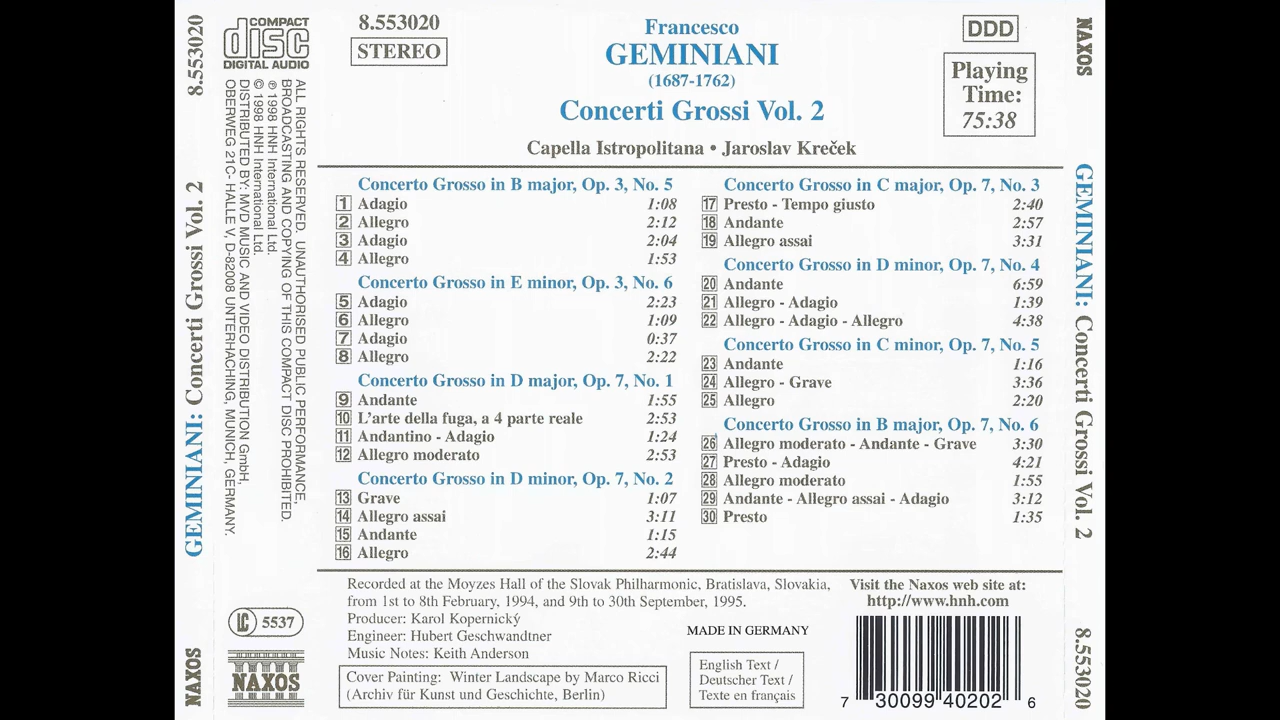 8.553020
GEMINIANI: Concerti Grossi Vol. 2
NAXOS
COMPACT
disc
DIGITAL AUDIO
ALL RIGHTS RESERVED. UNAUTHORISED PUBLIC PERFORMANCE,
BROADCASTING AND COPYING OF THIS COMPACT DISC PROHIBITED.
℗ 1998 HNH International Ltd.
© 1998 HNH International Ltd.
DISTRIBUTED BY: MVD MUSIC AND VIDEO DISTRIBUTION GmbH,
OBERWEG 21C- HALLE V, D-82008 UNTERHACHING, MUNICH, GERMANY.
LC 5537
NAXOS
8.553020
STEREO
Francesco
GEMINIANI
(1687-1762)
Concerti Grossi Vol. 2
Capella Istropolitana • Jaroslav Kreček
DDD
Playing
Time:
75:38
Concerto Grosso in B major, Op. 3, No. 5
1 Adagio 1:08
2 Allegro 2:12
3 Adagio 2:04
4 Allegro 1:53
Concerto Grosso in E minor, Op. 3, No. 6
5 Adagio 2:23
6 Allegro 1:09
7 Adagio 0:37
8 Allegro 2:22
Concerto Grosso in D major, Op. 7, No. 1
9 Andante 1:55
10 L'arte della fuga, a 4 parte reale 2:53
11 Andantino - Adagio 1:24
12 Allegro moderato 2:53
Concerto Grosso in D minor, Op. 7, No. 2
13 Grave 1:07
14 Allegro assai 3:11
15 Andante 1:15
16 Allegro 2:44
Concerto Grosso in C major, Op. 7, No. 3
17 Presto - Tempo giusto 2:40
18 Andante 2:57
19 Allegro assai 3:31
Concerto Grosso in D minor, Op. 7, No. 4
20 Andante 6:59
21 Allegro - Adagio 1:39
22 Allegro - Adagio - Allegro 4:38
Concerto Grosso in C minor, Op. 7, No. 5
23 Andante 1:16
24 Allegro - Grave 3:36
25 Allegro 2:20
Concerto Grosso in B major, Op. 7, No. 6
26 Allegro moderato - Andante - Grave 3:30
27 Presto - Adagio 4:21
28 Allegro moderato 1:55
29 Andante - Allegro assai - Adagio 3:12
30 Presto 1:35
Recorded at the Moyzes Hall of the Slovak Philharmonic, Bratislava, Slovakia,
from 1st to 8th February, 1994, and 9th to 30th September, 1995.
Producer: Karol Kopernický
Engineer: Hubert Geschwandtner
Music Notes: Keith Anderson
Cover Painting: Winter Landscape by Marco Ricci
(Archiv für Kunst und Geschichte, Berlin)
MADE IN GERMANY
English Text /
Deutscher Text /
Texte en français
Visit the Naxos web site at:
http://www.hnh.com
7 30099 40202 6
NAXOS
GEMINIANI: Concerti Grossi Vol. 2
8.553020